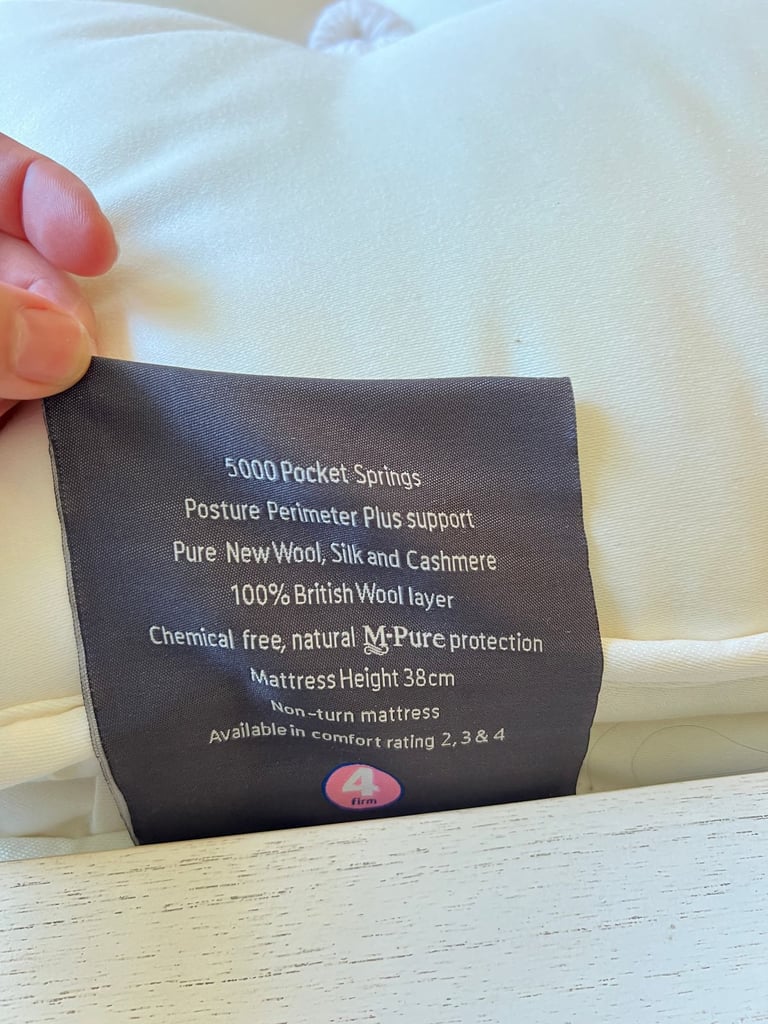 5000 Pocket Springs
Posture Perimeter Plus support
Pure New Wool, Silk and Cashmere
100% British Wool layer
Chemical free, natural M-Pure protection
Mattress Height 38cm
Non-turn mattress
Available in comfort rating 2, 3 & 4
4
firm